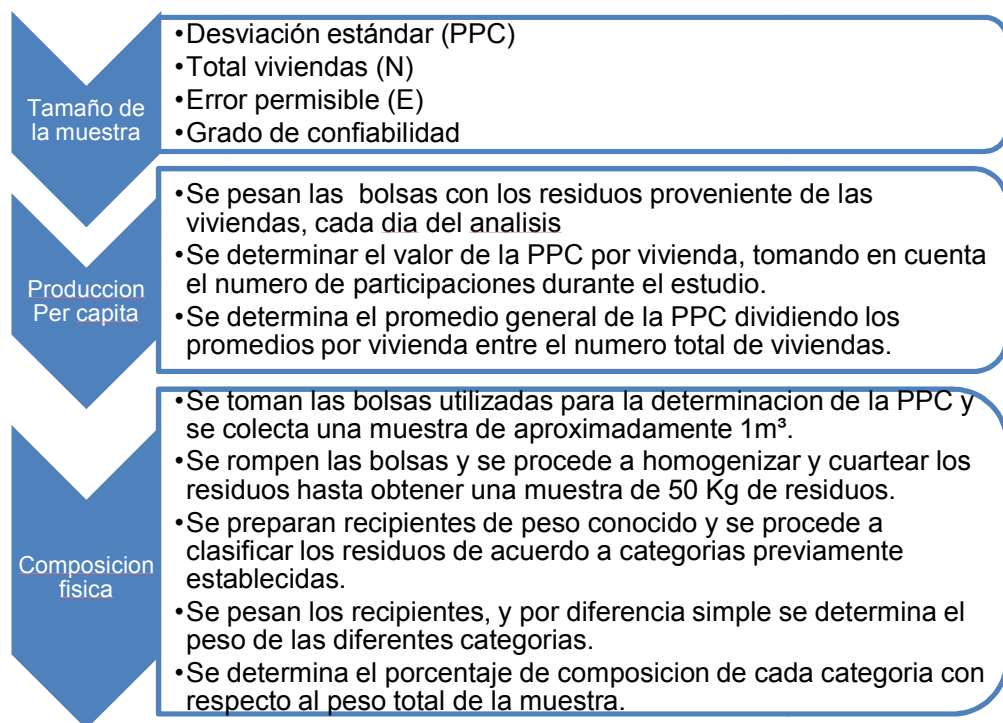 Tamaño de
la muestra
•Desviación estándar (PPC)
•Total viviendas (N)
•Error permisible (E)
•Grado de confiabilidad
Produccion
Per capita
•Se pesan las bolsas con los residuos proveniente de las
viviendas, cada dia del analisis
•Se determinar el valor de la PPC por vivienda, tomando en cuenta
el numero de participaciones durante el estudio.
•Se determina el promedio general de la PPC dividiendo los
promedios por vivienda entre el numero total de viviendas.
Composicion
fisica
•Se toman las bolsas utilizadas para la determinacion de la PPC y
se colecta una muestra de aproximadamente 1m³.
•Se rompen las bolsas y se procede a homogenizar y cuartear los
residuos hasta obtener una muestra de 50 Kg de residuos.
•Se preparan recipientes de peso conocido y se procede a
clasificar los residuos de acuerdo a categorias previamente
establecidas.
•Se pesan los recipientes, y por diferencia simple se determina el
peso de las diferentes categorias.
•Se determina el porcentaje de composicion de cada categoria con
respecto al peso total de la muestra.